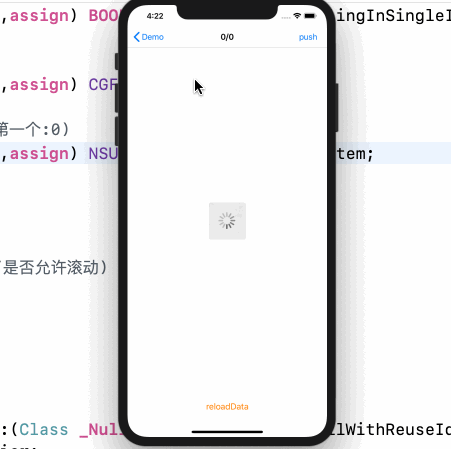 ,assign) BOO
ingInSingleI
4:22
Demo
0/0
push
,assign) CGF
第一个:0)
,assign) NSU
tem;
是否允许滚动)
reloadData
:(Class _Nul
llWithReuseId